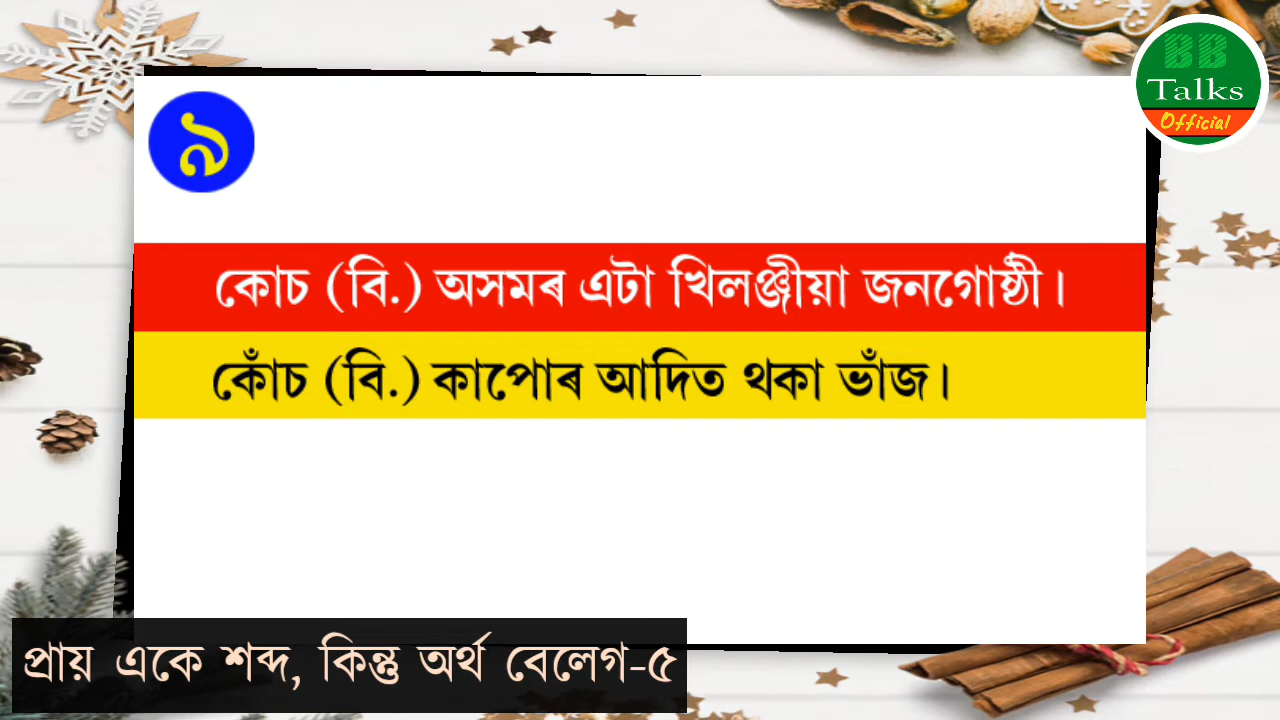 BB
Talks
Official
৯
কোচ (বি.) অসমৰ এটা খিলঞ্জীয়া জনগোষ্ঠী।
কোঁচ (বি.) কাপোৰ আদিত থকা ভাঁজ।
প্ৰায় একে শব্দ, কিন্তু অৰ্থ বেলেগ-৫